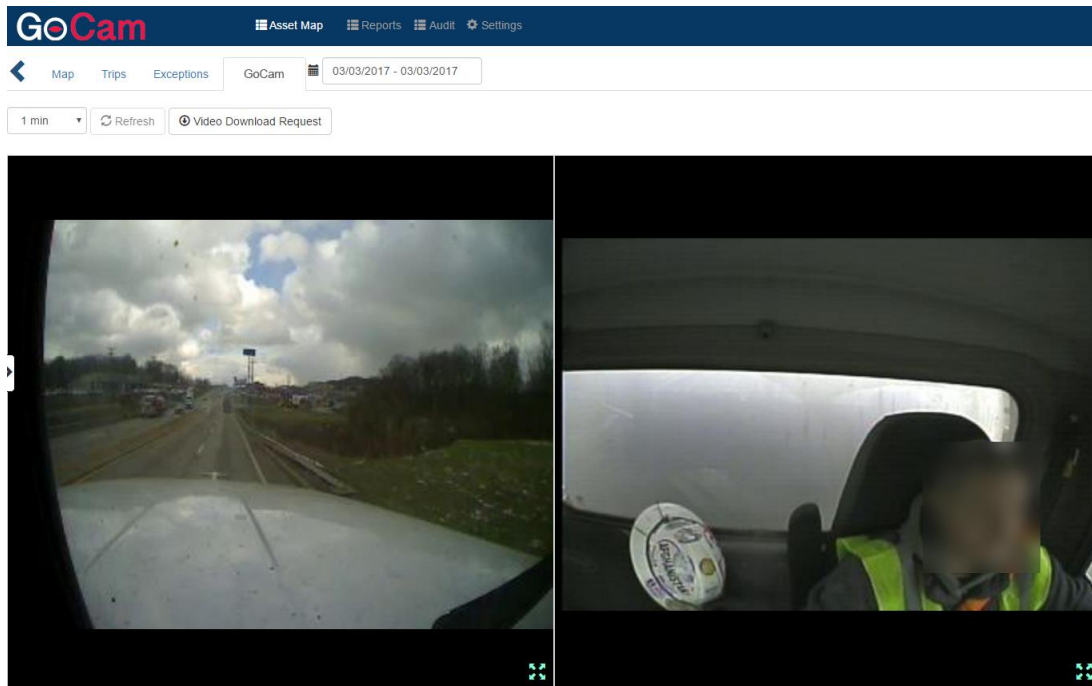 GoCam
Asset Map Reports Audit Settings
Map Trips Exceptions GoCam 03/03/2017 - 03/03/2017
1 min Refresh Video Download Request